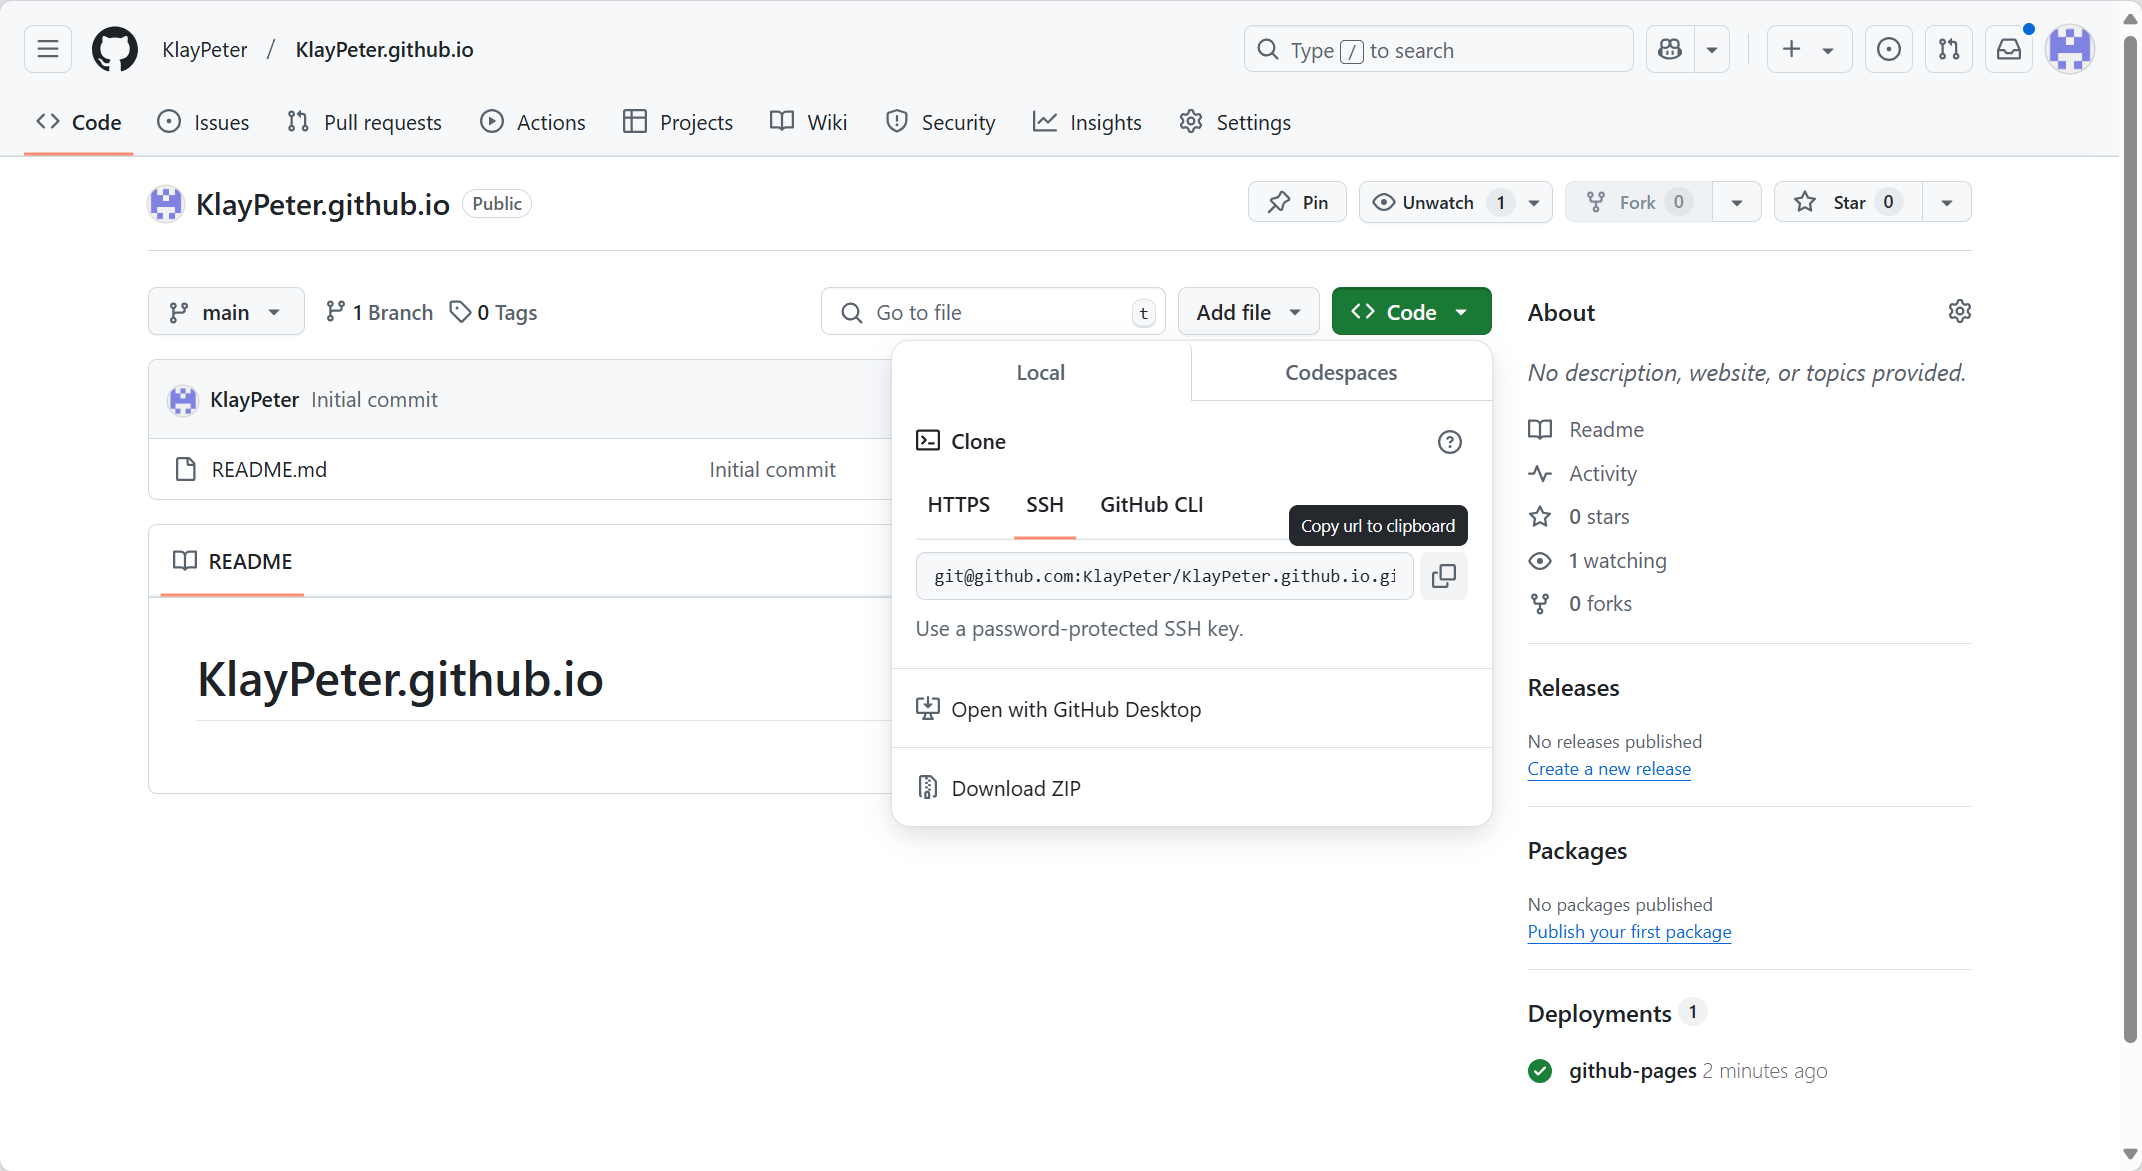 KlayPeter / KlayPeter.github.io
Type / to search
Code Issues Pull requests Actions Projects Wiki Security Insights Settings
KlayPeter.github.io Public
Pin Unwatch 1 Fork 0 Star 0
main 1 Branch 0 Tags Go to file t Add file Code
KlayPeter Initial commit
README.md Initial commit
README
KlayPeter.github.io
Local Codespaces
Clone
HTTPS SSH GitHub CLI
Copy url to clipboard
git@github.com:KlayPeter/KlayPeter.github.io.gi
Use a password-protected SSH key.
Open with GitHub Desktop
Download ZIP
About
No description, website, or topics provided.
Readme
Activity
0 stars
1 watching
0 forks
Releases
No releases published
Create a new release
Packages
No packages published
Publish your first package
Deployments 1
github-pages 2 minutes ago